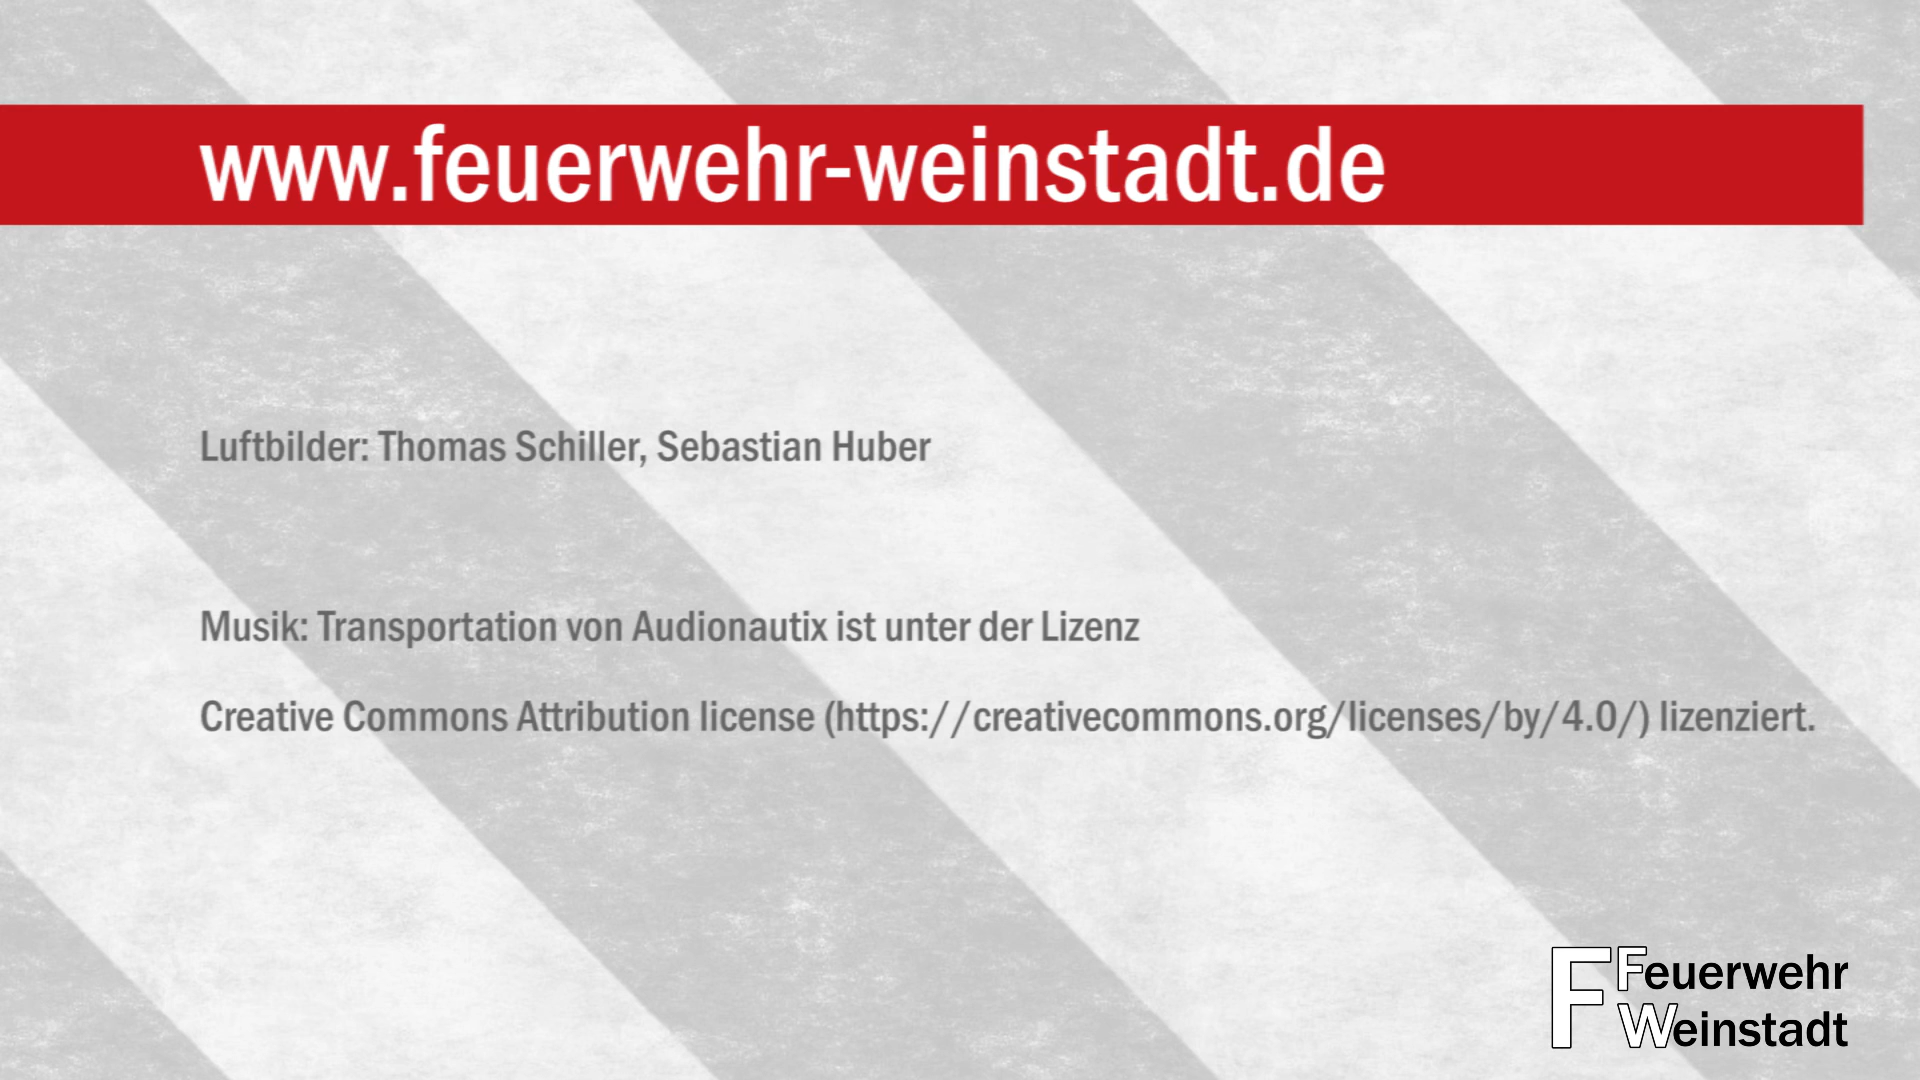 www.feuerwehr-weinstadt.de
Luftbilder: Thomas Schiller, Sebastian Huber
Musik: Transportation von Audionautix ist unter der Lizenz
Creative Commons Attribution license (https://creativecommons.org/licenses/by/4.0/) lizenziert.
F Feuerwehr
Weinstadt